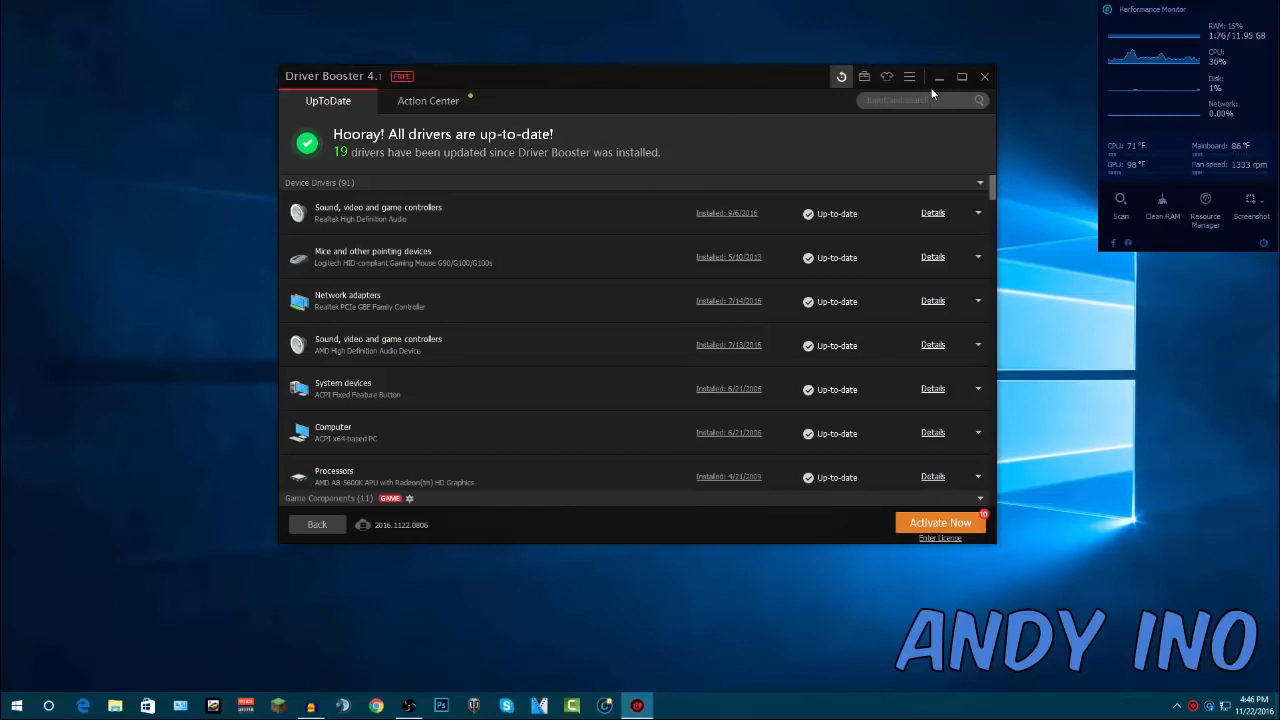 Performance Monitor
RAM: 15%
1.76/11.95 GB
CPU:
36%
Disk:
1%
Network:
0.00%
CPU: 71 °F
Mainboard: 86 °F
GPU: 98 °F
Fan speed: 1333 rpm
Scan
Clean RAM
Resource Manager
Screenshot
Driver Booster 4.1 FREE
UpToDate
Action Center
Hooray! All drivers are up-to-date!
19 drivers have been updated since Driver Booster was installed.
Device Drivers (91)
Sound, video and game controllers
Realtek High Definition Audio
Installed: 9/6/2016
Up-to-date
Details
Mice and other pointing devices
Logitech HID-compliant Gaming Mouse G90/G100/G100s
Installed: 5/10/2013
Up-to-date
Details
Network adapters
Realtek PCIe GBE Family Controller
Installed: 7/14/2016
Up-to-date
Details
Sound, video and game controllers
AMD High Definition Audio Device
Installed: 7/13/2016
Up-to-date
Details
System devices
ACPI Fixed Feature Button
Installed: 6/21/2006
Up-to-date
Details
Computer
ACPI x64-based PC
Installed: 6/21/2006
Up-to-date
Details
Processors
AMD A8-5600K APU with Radeon(tm) HD Graphics
Installed: 4/21/2009
Up-to-date
Details
Game Components (11) GAME
Back
2016.1122.0806
Activate Now
10
Enter License
ANDY INO
4:46 PM
11/22/2016